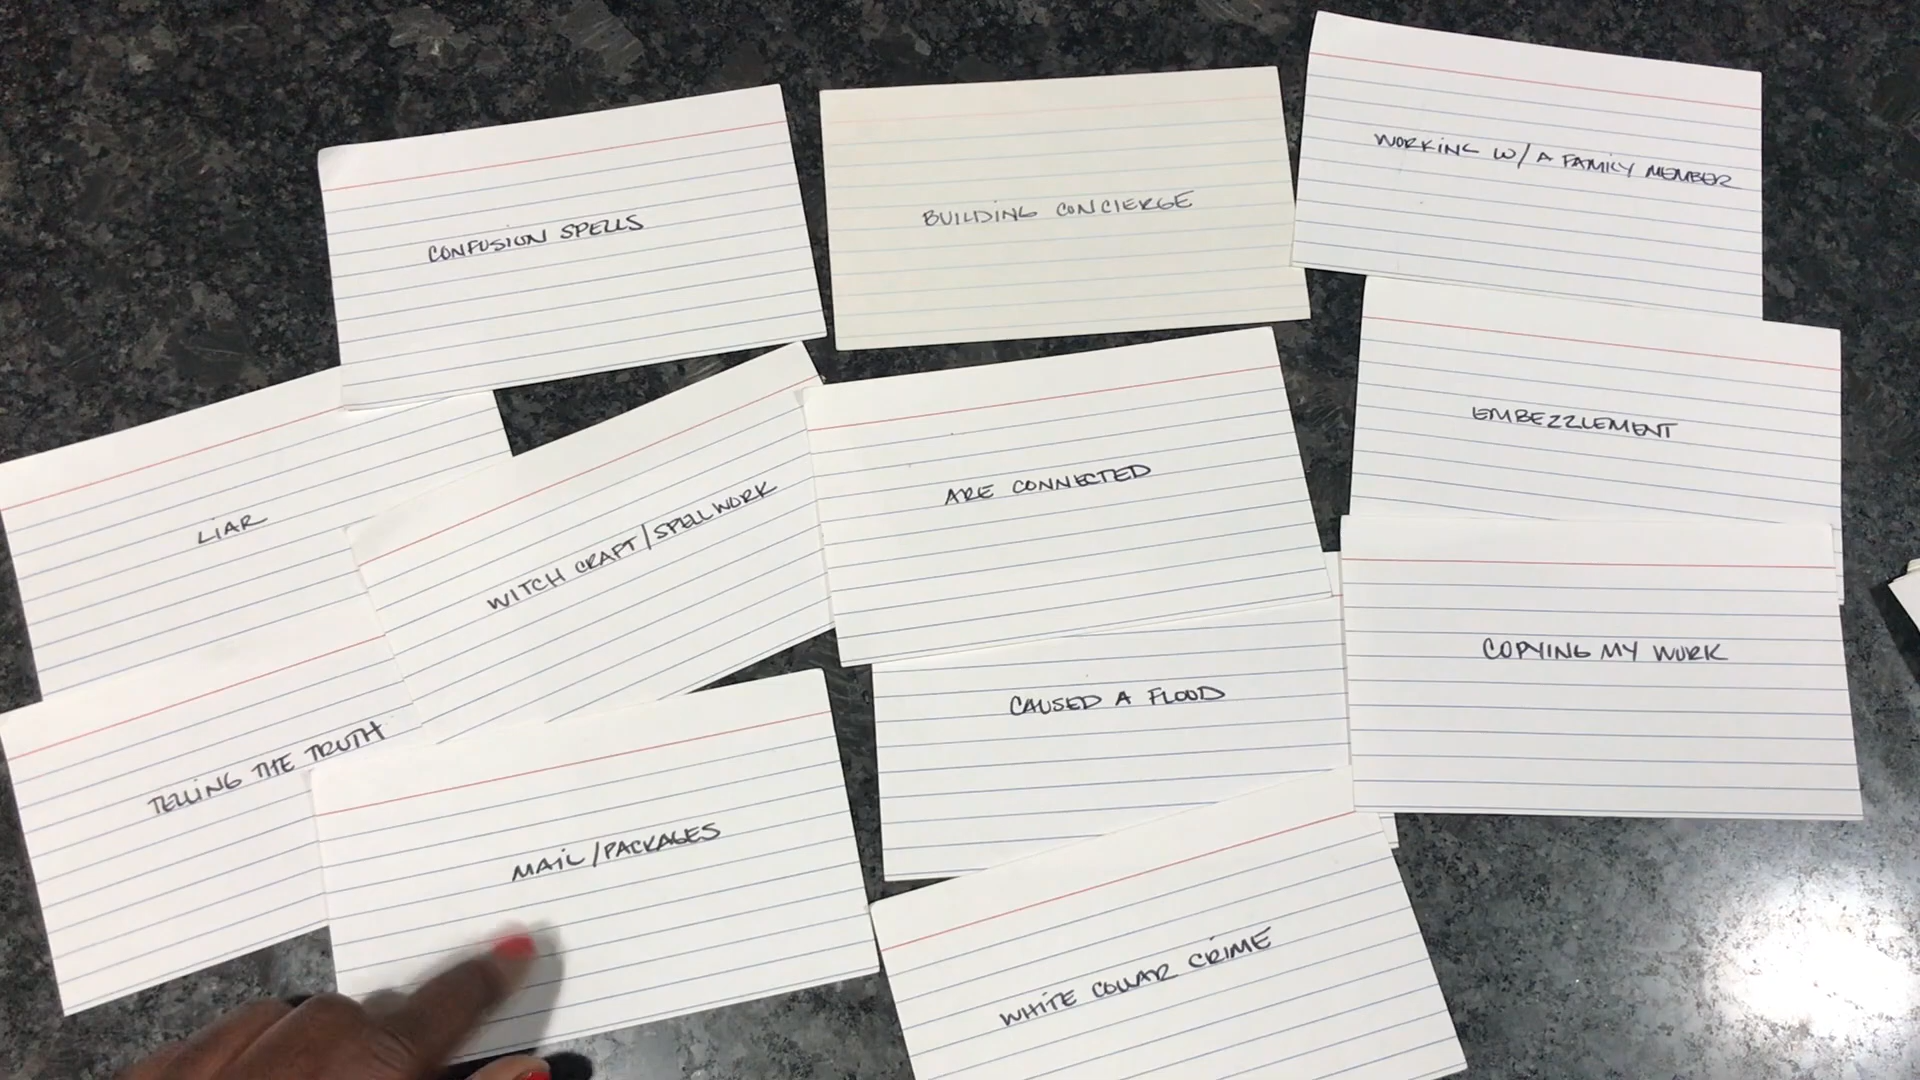 CONFUSION SPELLS
BUILDING CONCIERGE
WORKING W/ A FAMILY MEMBER
LIAR
WITCH CRAFT/SPELL WORK
ARE CONNECTED
EMBEZZLEMENT
TELLING THE TRUTH
MAIL/PACKAGES
CAUSED A FLOOD
COPYING MY WORK
WHITE COLLAR CRIME